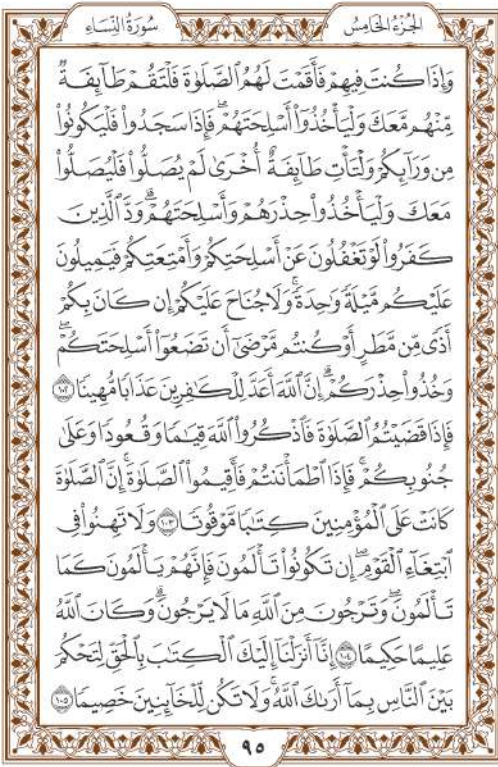 الجُزْءُ الخَامِسُ
سُورَةُ النِّسَاءِ
وَإِذَا كُنتَ فِيهِمْ فَأَقَمْتَ لَهُمُ ٱلصَّلَوٰةَ فَلْتَقُمْ طَآئِفَةٌ
مِّنْهُم مَّعَكَ وَلْيَأْخُذُوٓا۟ أَسْلِحَتَهُمْ ۖ فَإِذَا سَجَدُوا۟ فَلْيَكُونُوا۟
مِن وَرَآئِكُمْ وَلْتَأْتِ طَآئِفَةٌ أُخْرَىٰ لَمْ يُصَلُّوا۟ فَلْيُصَلُّوا۟
مَعَكَ وَلْيَأْخُذُوا۟ حِذْرَهُمْ وَأَسْلِحَتَهُمْ ۗ وَدَّ ٱلَّذِينَ
كَفَرُوا۟ لَوْ تَغْفُلُونَ عَنْ أَسْلِحَتِكُمْ وَأَمْتِعَتِكُمْ فَيَمِيلُونَ
عَلَيْكُم مَّيْلَةً وَٰحِدَةً ۚ وَلَا جُنَاحَ عَلَيْكُمْ إِن كَانَ بِكُمْ
أَذًى مِّن مَّطَرٍ أَوْ كُنتُم مَّرْضَىٰٓ أَن تَضَعُوٓا۟ أَسْلِحَتَكُمْ ۖ
وَخُذُوا۟ حِذْرَكُمْ ۗ إِنَّ ٱللَّهَ أَعَدَّ لِلْكَٰفِرِينَ عَذَابًا مُّهِينًا ١٠٢
فَإِذَا قَضَيْتُمُ ٱلصَّلَوٰةَ فَٱذْكُرُوا۟ ٱللَّهَ قِيَٰمًا وَقُعُودًا وَعَلَىٰ
جُنُوبِكُمْ ۚ فَإِذَا ٱطْمَأْنَنتُمْ فَأَقِيمُوا۟ ٱلصَّلَوٰةَ ۚ إِنَّ ٱلصَّلَوٰةَ
كَانَتْ عَلَى ٱلْمُؤْمِنِينَ كِتَٰبًا مَّوْقُوتًا ١٠٣ وَلَا تَهِنُوا۟ فِى
ٱبْتِغَآءِ ٱلْقَوْمِ ۖ إِن تَكُونُوا۟ تَأْلَمُونَ فَإِنَّهُمْ يَأْلَمُونَ كَمَا
تَأْلَمُونَ ۖ وَتَرْجُونَ مِنَ ٱللَّهِ مَا لَا يَرْجُونَ ۗ وَكَانَ ٱللَّهُ
عَلِيمًا حَكِيمًا ١٠٤ إِنَّآ أَنزَلْنَآ إِلَيْكَ ٱلْكِتَٰبَ بِٱلْحَقِّ لِتَحْكُمَ
بَيْنَ ٱلنَّاسِ بِمَآ أَرَىٰكَ ٱللَّهُ ۚ وَلَا تَكُن لِّلْخَآئِنِينَ خَصِيمًا ١٠٥
٩٥